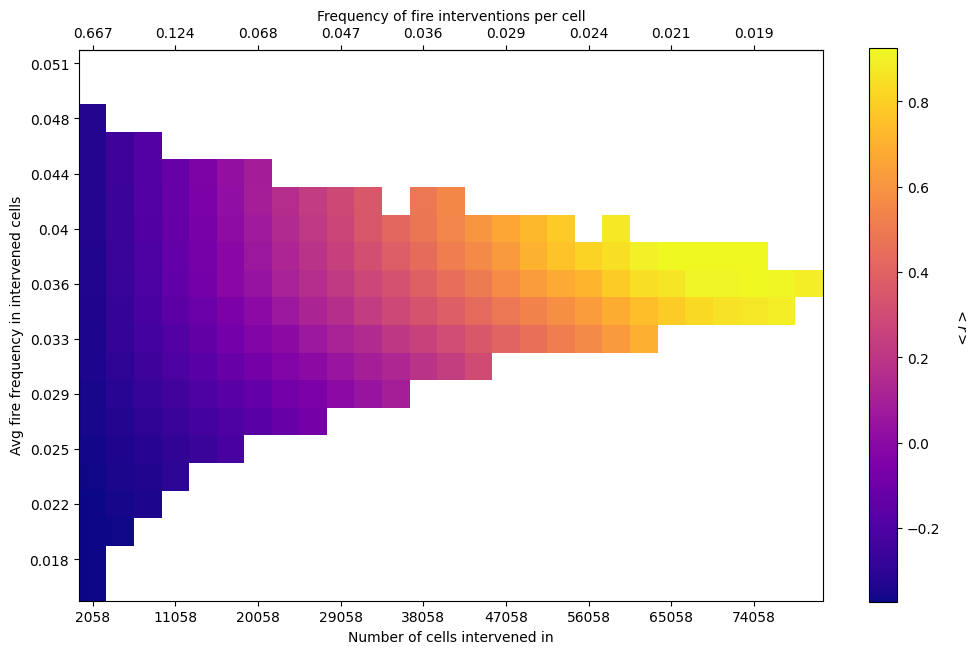 Frequency of fire interventions per cell
0.667 0.124 0.068 0.047 0.036 0.029 0.024 0.021 0.019
Avg fire frequency in intervened cells
0.051
0.048
0.044
0.04
0.036
0.033
0.029
0.025
0.022
0.018
2058 11058 20058 29058 38058 47058 56058 65058 74058
Number of cells intervened in
0.8
0.6
0.4
0.2
0.0
−0.2
< r >